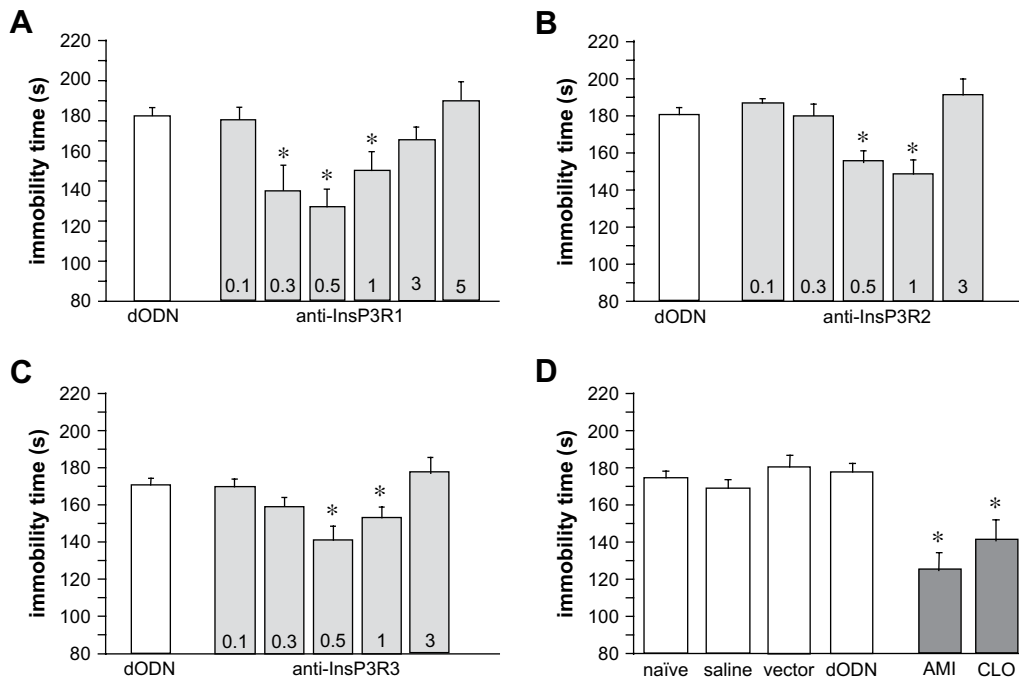 A
220
200
180
160
140
120
100
80
immobility time (s)
* * *
0.1 0.3 0.5 1 3 5
dODN anti-InsP3R1
B
220
200
180
160
140
120
100
80
immobility time (s)
* *
0.1 0.3 0.5 1 3
dODN anti-InsP3R2
C
220
200
180
160
140
120
100
80
immobility time (s)
* *
0.1 0.3 0.5 1 3
dODN anti-InsP3R3
D
220
200
180
160
140
120
100
80
immobility time (s)
* *
naïve saline vector dODN AMI CLO